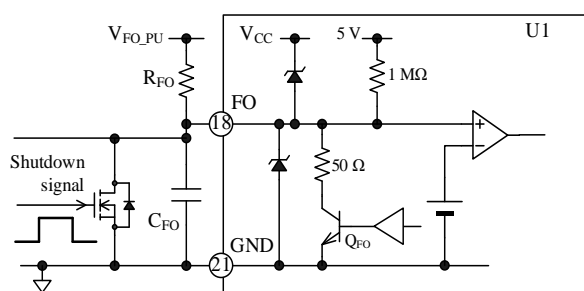 U1
V_FO_PU
V_CC
5 V
R_FO
1 MΩ
FO
18
Shutdown
signal
50 Ω
C_FO
Q_FO
GND
21